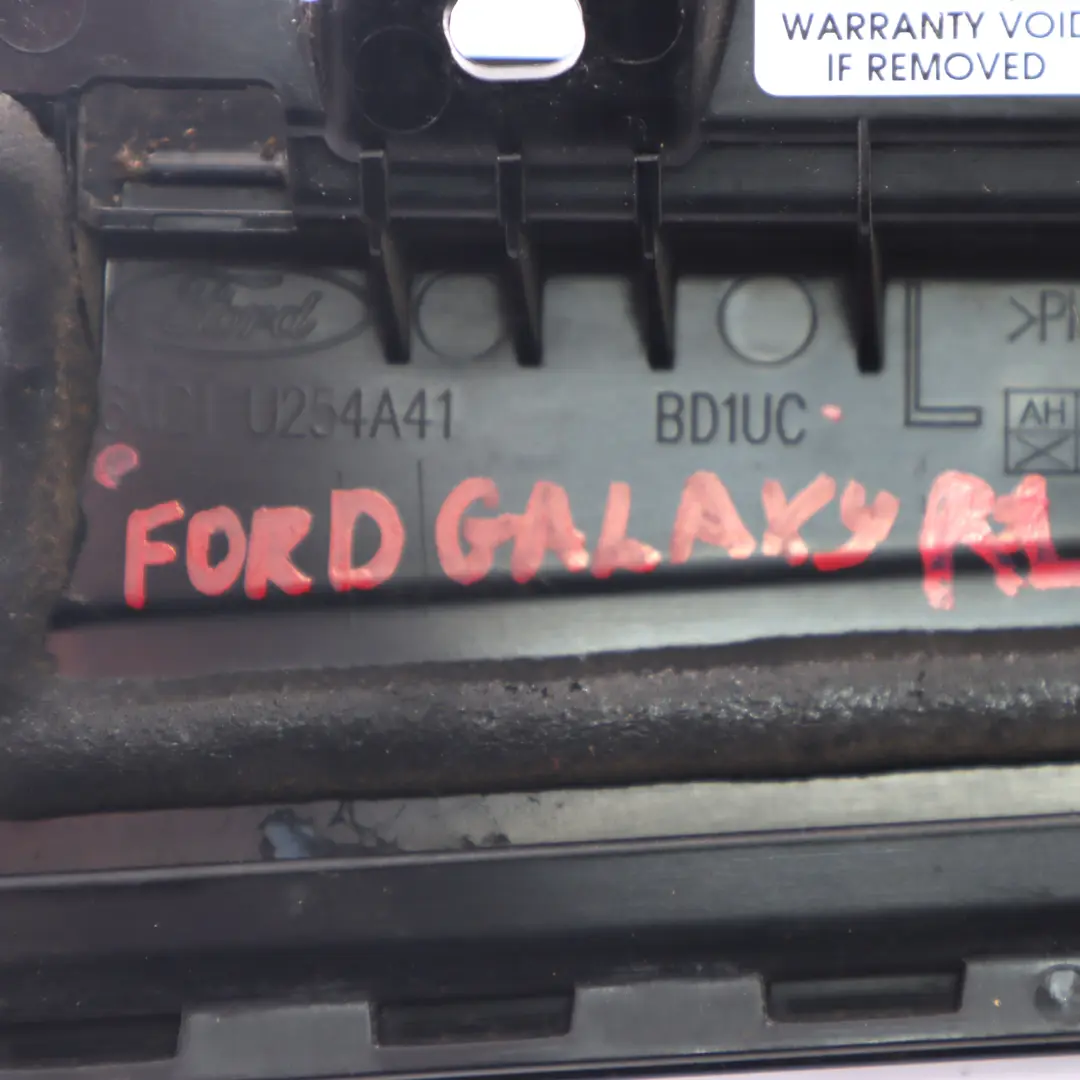 WARRANTY VOID
IF REMOVED
Ford
U254A41 BD1UC
AH
FORD GALAXY